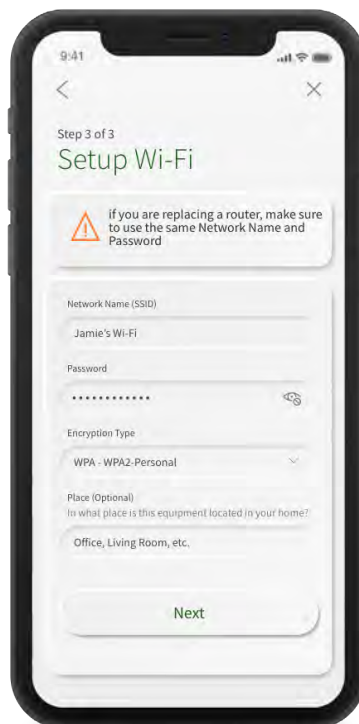 9:41
Step 3 of 3
Setup Wi-Fi
if you are replacing a router, make sure
to use the same Network Name and
Password
Network Name (SSID)
Jamie's Wi-Fi
Password
••••••••••••
Encryption Type
WPA - WPA2-Personal
Place (Optional)
In what place is this equipment located in your home?
Office, Living Room, etc.
Next